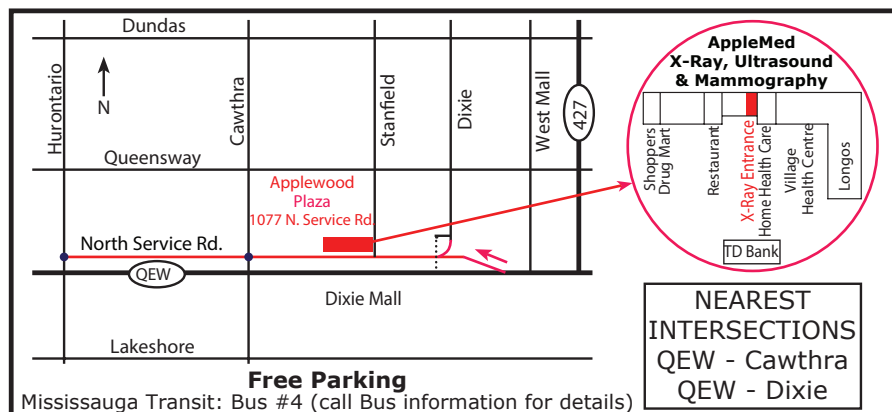 Dundas
Hurontario
N
Cawthra
Stanfield
Dixie
West Mall
427
Queensway
Applewood
Plaza
1077 N. Service Rd.
North Service Rd.
QEW
Dixie Mall
Lakeshore
Free Parking
Mississauga Transit: Bus #4 (call Bus information for details)
AppleMed
X-Ray, Ultrasound
& Mammography
Shoppers
Drug Mart
Restaurant
X-Ray Entrance
Home Health Care
Village
Health Centre
Longos
TD Bank
NEAREST
INTERSECTIONS
QEW - Cawthra
QEW - Dixie